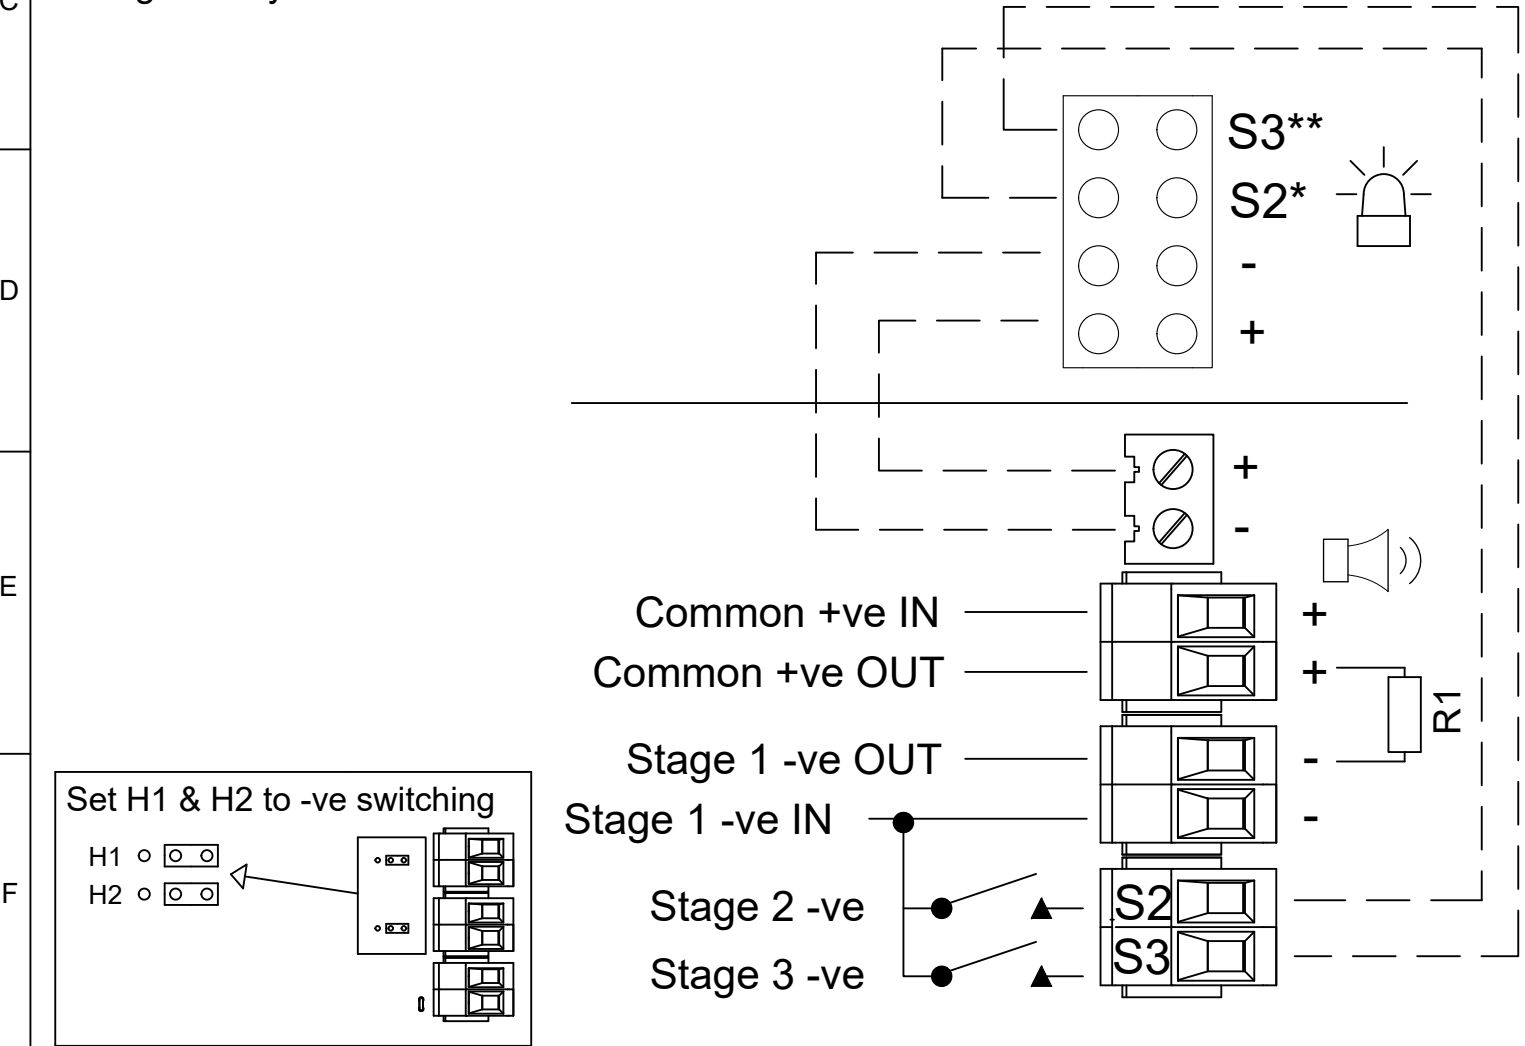 C
S3**
S2*
-
D
+
+
-
E
Common +ve IN
+
Common +ve OUT
+
R1
Stage 1 -ve OUT
-
Set H1 & H2 to -ve switching
Stage 1 -ve IN
-
H1
H2
F
Stage 2 -ve
S2
Stage 3 -ve
S3